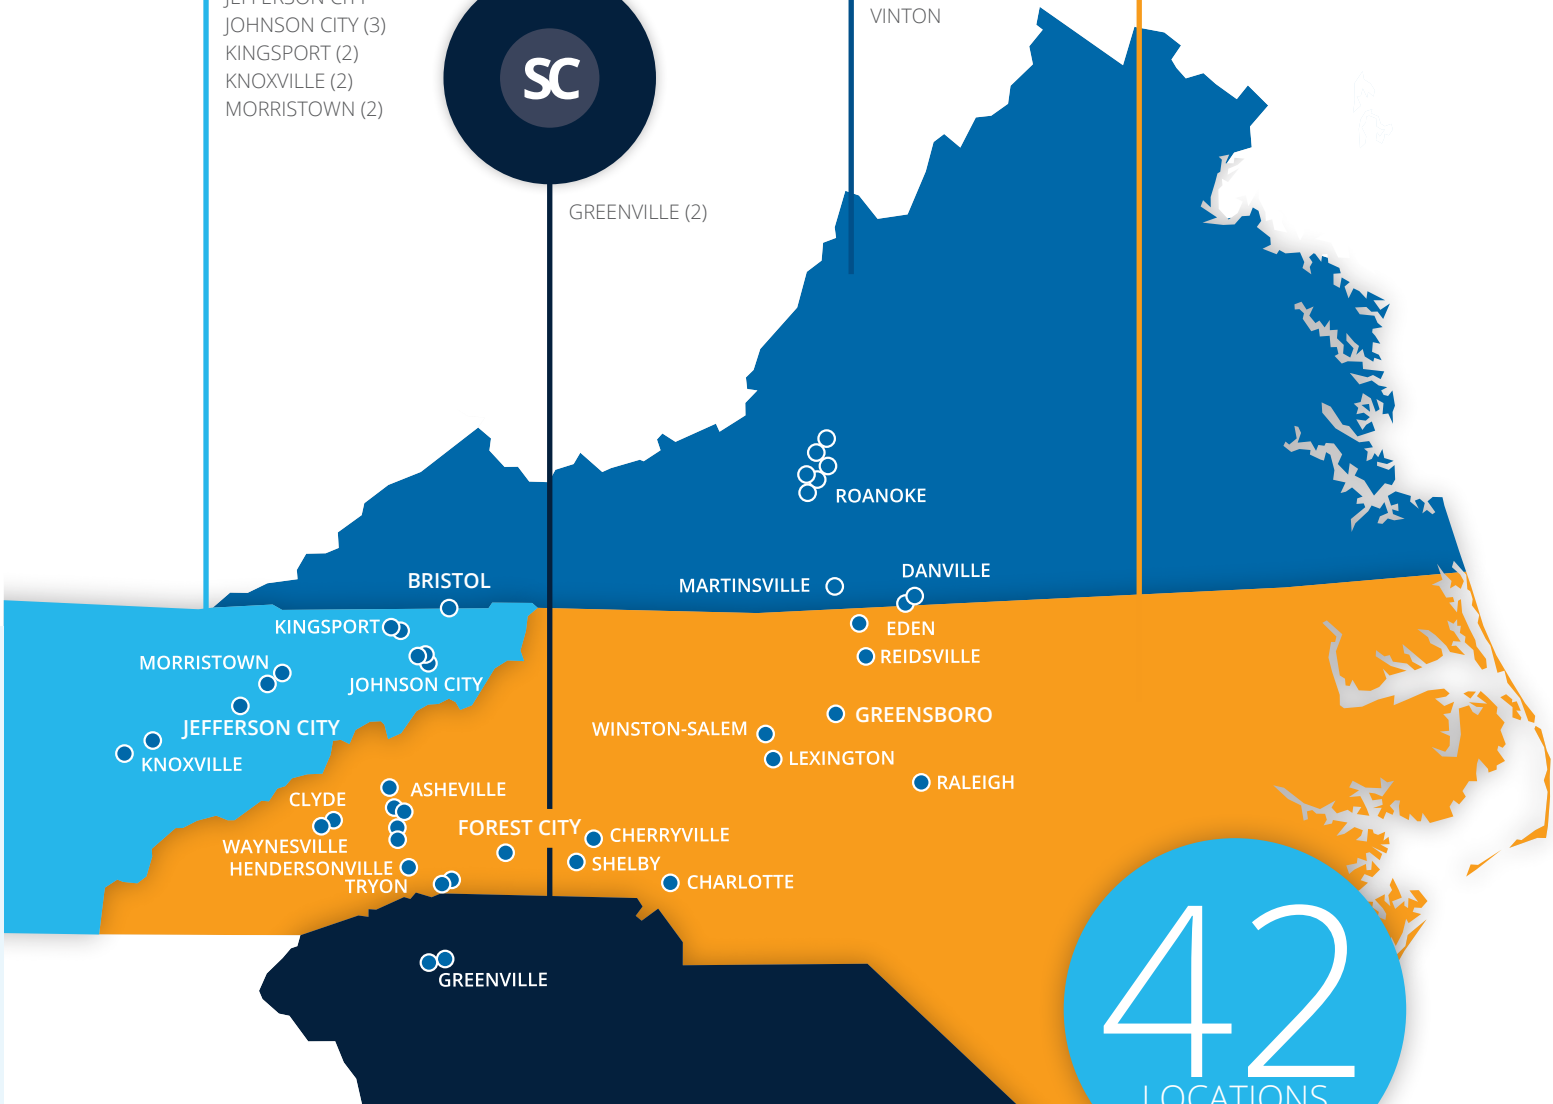 JEFFERSON CITY
JOHNSON CITY (3)
KINGSPORT (2)
KNOXVILLE (2)
MORRISTOWN (2)
SC
VINTON
GREENVILLE (2)
ROANOKE
BRISTOL
MARTINSVILLE
DANVILLE
KINGSPORT
EDEN
MORRISTOWN
REIDSVILLE
JOHNSON CITY
JEFFERSON CITY
GREENSBORO
WINSTON-SALEM
KNOXVILLE
LEXINGTON
ASHEVILLE
RALEIGH
CLYDE
FOREST CITY
CHERRYVILLE
WAYNESVILLE
SHELBY
HENDERSONVILLE
TRYON
CHARLOTTE
GREENVILLE
42
LOCATIONS